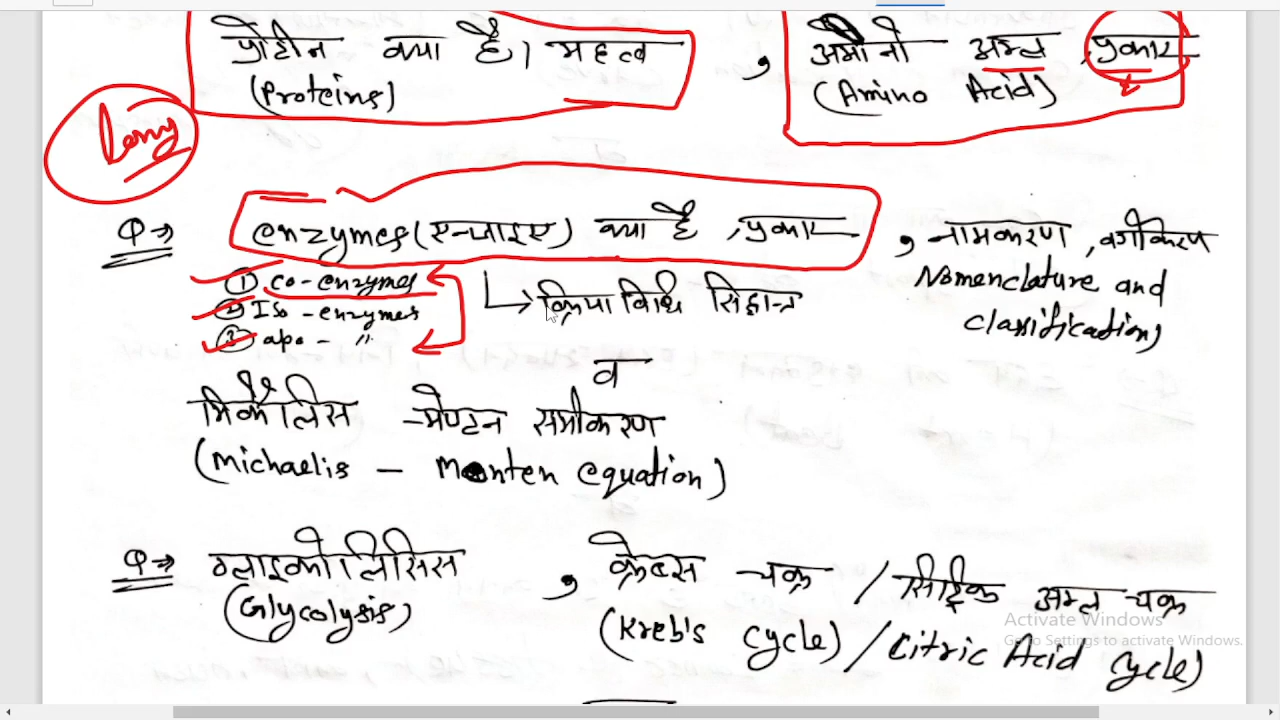 प्रोटीन क्या है। महत्व , अमीनो अम्ल , प्रकार
(Proteins) (Amino Acid)
Long
Q⇒ enzymes (एन्जाइम) क्या है , प्रकार , नामकरण , वर्गीकरण
① Co-enzymes क्रिया विधि सिद्धान्त Nomenclature and
② Iso-enzymes classification)
③ apo- "
व
मिकैलिस - मेण्टन समीकरण
(Michaelis - Menten equation)
Q⇒ ग्लाइकोलिसिस , क्रेब्स चक्र / सिट्रिक अम्ल चक्र
(Glycolysis) (Kreb's cycle) / Citric Acid cycle)
Activate Windows
Go to Settings to activate Windows.